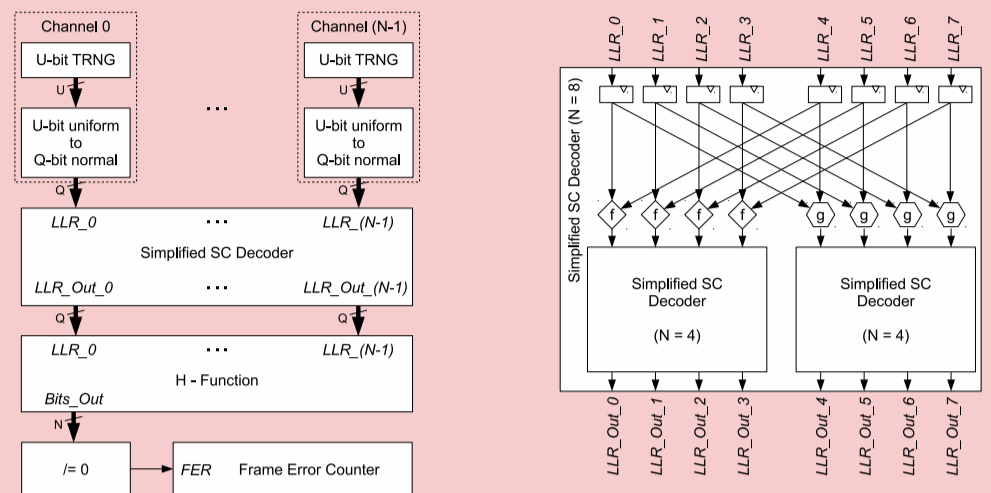 Channel 0
Channel (N-1)
U-bit TRNG
U-bit TRNG
U
U
...
U-bit uniform
to
Q-bit normal
U-bit uniform
to
Q-bit normal
Q
Q
LLR_0 ... LLR_(N-1)
Simplified SC Decoder
LLR_Out_0 ... LLR_Out_(N-1)
Q
Q
LLR_0 ... LLR_(N-1)
H - Function
Bits_Out
N
/= 0
FER Frame Error Counter
LLR_0
LLR_1
LLR_2
LLR_3
LLR_4
LLR_5
LLR_6
LLR_7
Simplified SC Decoder (N = 8)
f
f
f
f
g
g
g
g
Simplified SC
Decoder
(N = 4)
Simplified SC
Decoder
(N = 4)
LLR_Out_0
LLR_Out_1
LLR_Out_2
LLR_Out_3
LLR_Out_4
LLR_Out_5
LLR_Out_6
LLR_Out_7